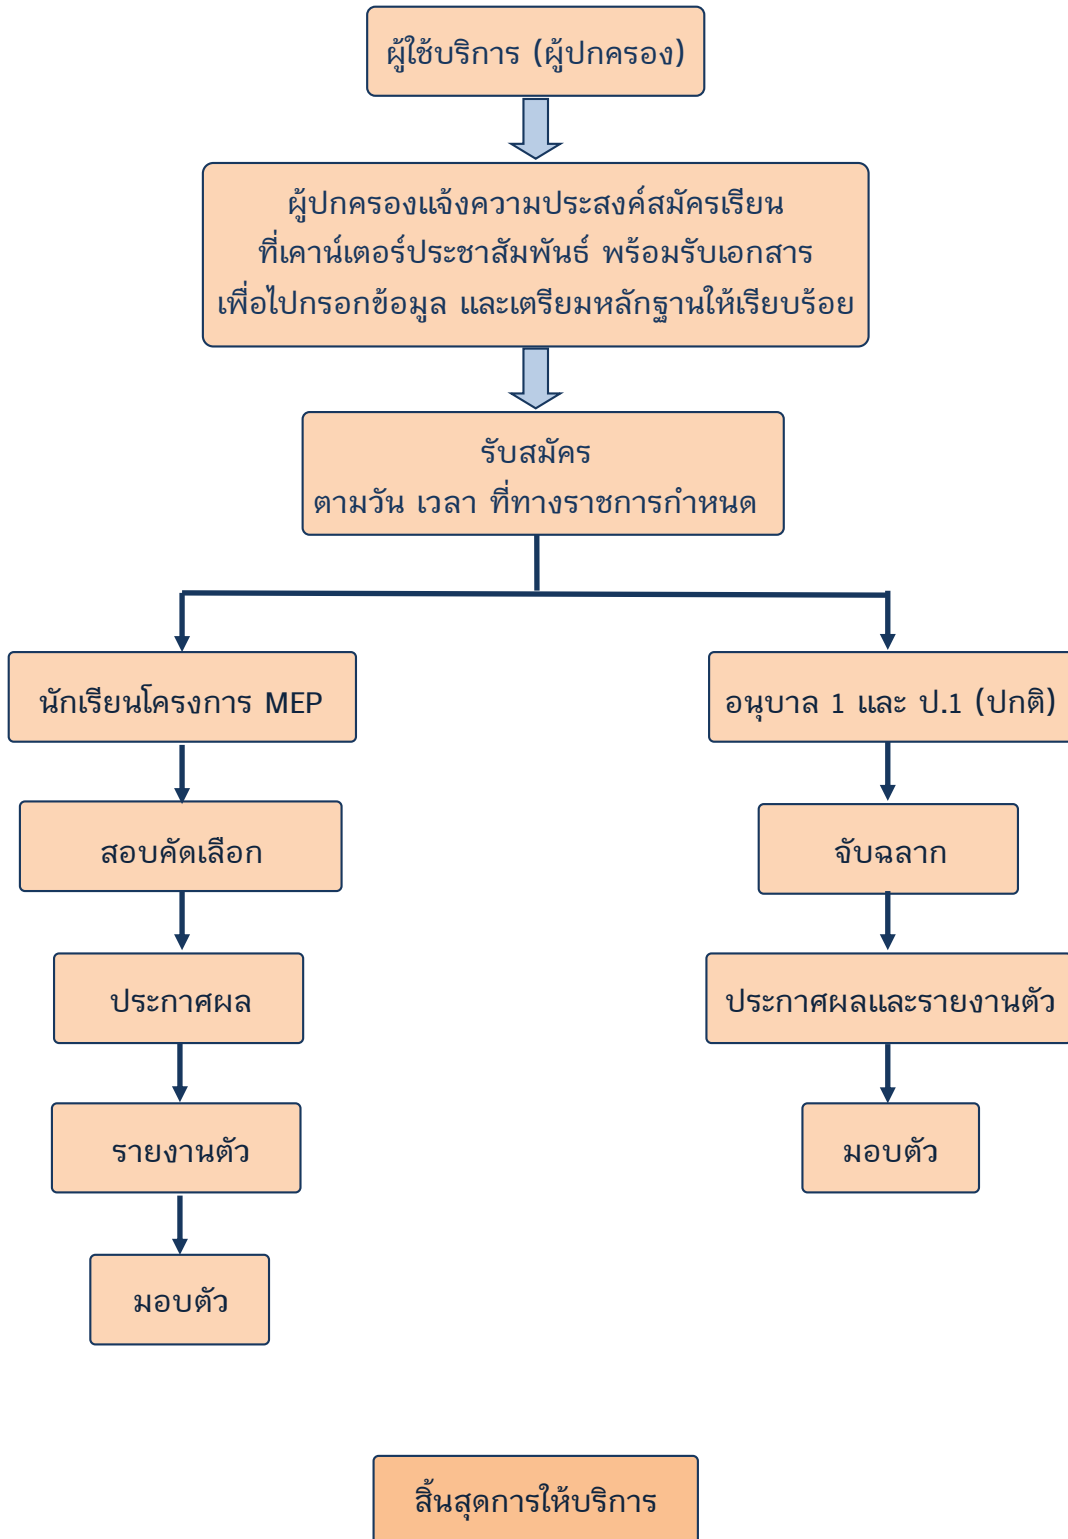 ผู้ใช้บริการ (ผู้ปกครอง)
ผู้ปกครองแจ้งความประสงค์สมัครเรียน
ที่เคาน์เตอร์ประชาสัมพันธ์ พร้อมรับเอกสาร
เพื่อไปกรอกข้อมูล และเตรียมหลักฐานให้เรียบร้อย
รับสมัคร
ตามวัน เวลา ที่ทางราชการกำหนด
นักเรียนโครงการ MEP
สอบคัดเลือก
ประกาศผล
รายงานตัว
มอบตัว
อนุบาล 1 และ ป.1 (ปกติ)
จับฉลาก
ประกาศผลและรายงานตัว
มอบตัว
สิ้นสุดการให้บริการ